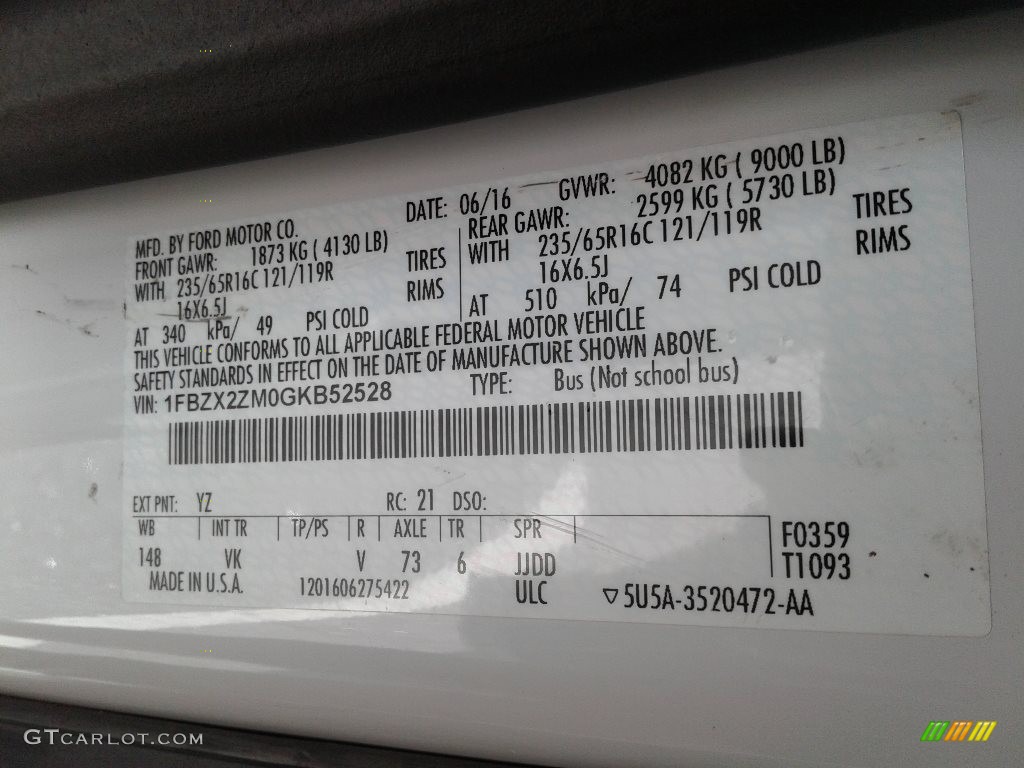 MFD. BY FORD MOTOR CO. DATE: 06/16 GVWR: 4082 KG ( 9000 LB)
FRONT GAWR: 1873 KG ( 4130 LB) REAR GAWR: 2599 KG ( 5730 LB)
WITH 235/65R16C 121/119R TIRES WITH 235/65R16C 121/119R TIRES
16X6.5J RIMS 16X6.5J RIMS
AT 340 kPa/ 49 PSI COLD AT 510 kPa/ 74 PSI COLD
THIS VEHICLE CONFORMS TO ALL APPLICABLE FEDERAL MOTOR VEHICLE
SAFETY STANDARDS IN EFFECT ON THE DATE OF MANUFACTURE SHOWN ABOVE.
VIN: 1FBZX2ZM0GKB52528 TYPE: Bus (Not school bus)
EXT PNT: YZ RC: 21 DSO:
WB INT TR TP/PS R AXLE TR SPR F0359
148 VK V 73 6 JJDD T1093
MADE IN U.S.A. 1201606275422 ULC ▽5U5A-3520472-AA
GTCARLOT.COM